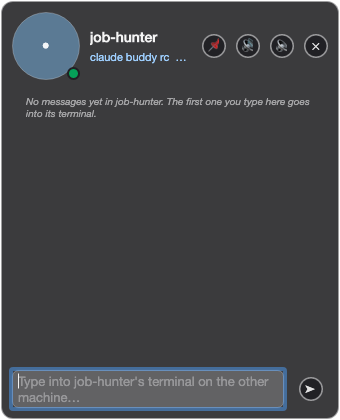 job-hunter
claude buddy rc …
No messages yet in job-hunter. The first one you type here goes
into its terminal.
Type into job-hunter's terminal on the other
machine…